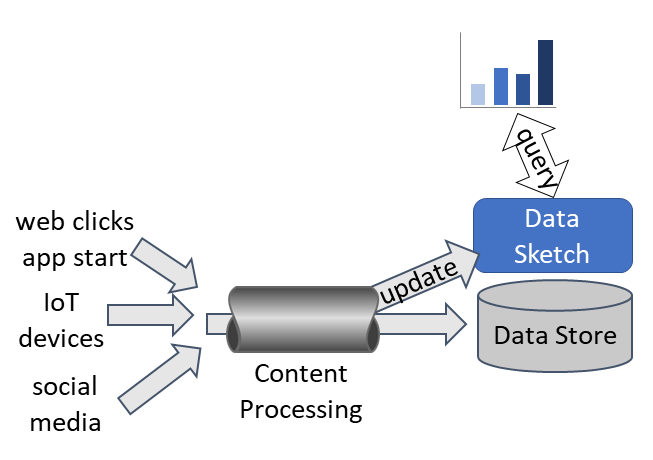 query
Data
Sketch
web clicks
app start
update
IoT
devices
Data Store
Content
Processing
social
media